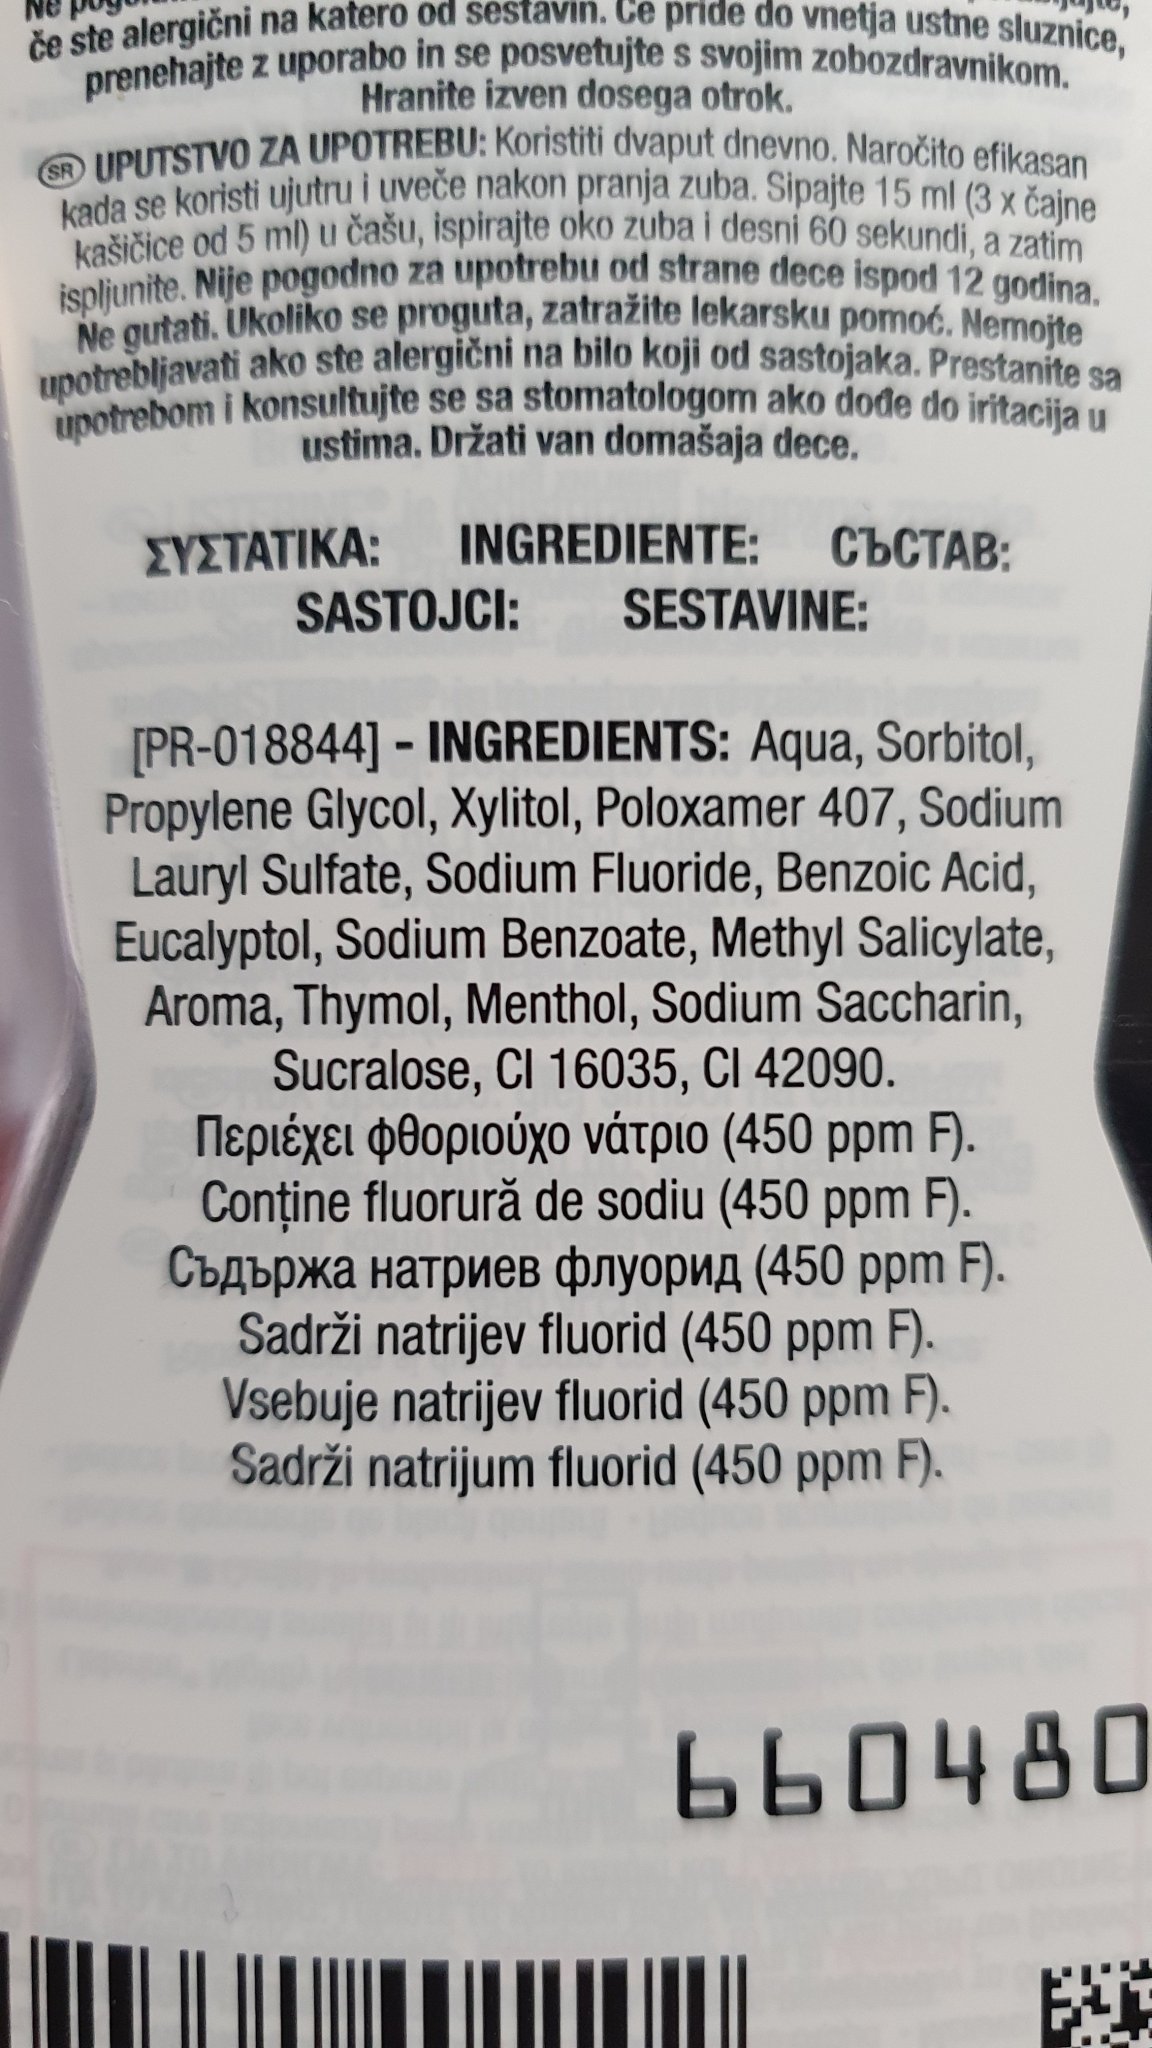 če ste alergični na katero od sestavin. Če pride do vnetja ustne sluznice,
prenehajte z uporabo in se posvetujte s svojim zobozdravnikom.
Hranite izven dosega otrok.
SR UPUTSTVO ZA UPOTREBU: Koristiti dvaput dnevno. Naročito efikasan
kada se koristi ujutru i uveče nakon pranja zuba. Sipajte 15 ml (3 x čajne
kašičice od 5 ml) u čašu, ispirajte oko zuba i desni 60 sekundi, a zatim
ispljunite. Nije pogodno za upotrebu od strane dece ispod 12 godina.
Ne gutati. Ukoliko se proguta, zatražite lekarsku pomoć. Nemojte
upotrebljavati ako ste alergični na bilo koji od sastojaka. Prestanite sa
upotrebom i konsultujte se sa stomatologom ako dođe do iritacija u
ustima. Držati van domašaja dece.
ΣΥΣΤΑΤΙΚΑ: INGREDIENTE: СЪСТАВ:
SASTOJCI: SESTAVINE:
[PR-018844] - INGREDIENTS: Aqua, Sorbitol,
Propylene Glycol, Xylitol, Poloxamer 407, Sodium
Lauryl Sulfate, Sodium Fluoride, Benzoic Acid,
Eucalyptol, Sodium Benzoate, Methyl Salicylate,
Aroma, Thymol, Menthol, Sodium Saccharin,
Sucralose, CI 16035, CI 42090.
Περιέχει φθοριούχο νάτριο (450 ppm F).
Conține fluorură de sodiu (450 ppm F).
Съдържа натриев флуорид (450 ppm F).
Sadrži natrijev fluorid (450 ppm F).
Vsebuje natrijev fluorid (450 ppm F).
Sadrži natrijum fluorid (450 ppm F).
660480